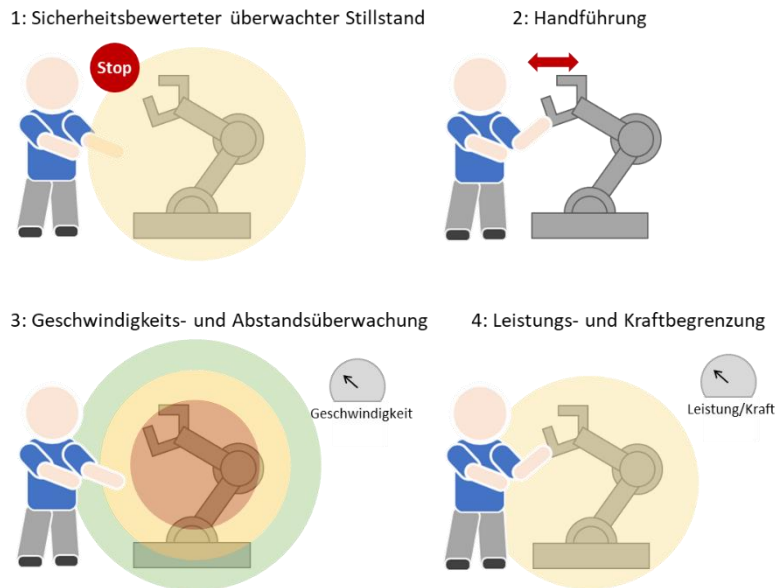 1: Sicherheitsbewerteter überwachter Stillstand
2: Handführung
Stop
3: Geschwindigkeits- und Abstandsüberwachung
4: Leistungs- und Kraftbegrenzung
Geschwindigkeit
Leistung/Kraft